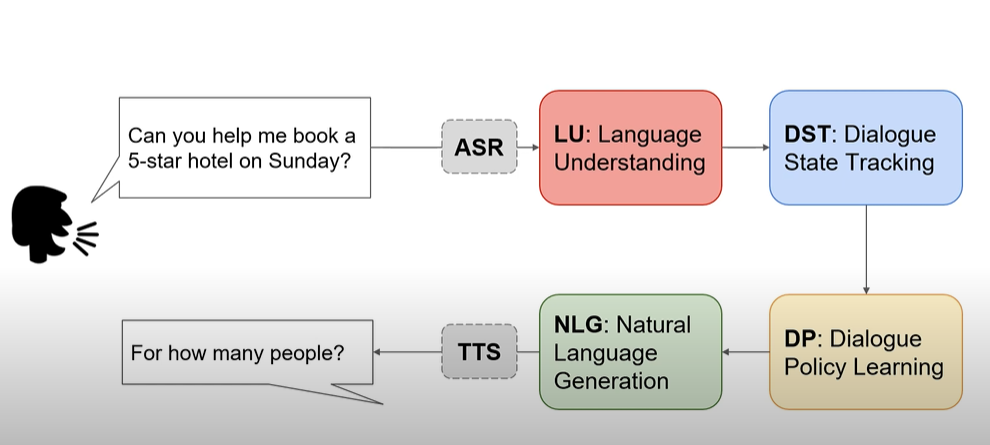 Can you help me book a
5-star hotel on Sunday?
ASR
LU: Language
Understanding
DST: Dialogue
State Tracking
For how many people?
TTS
NLG: Natural
Language
Generation
DP: Dialogue
Policy Learning